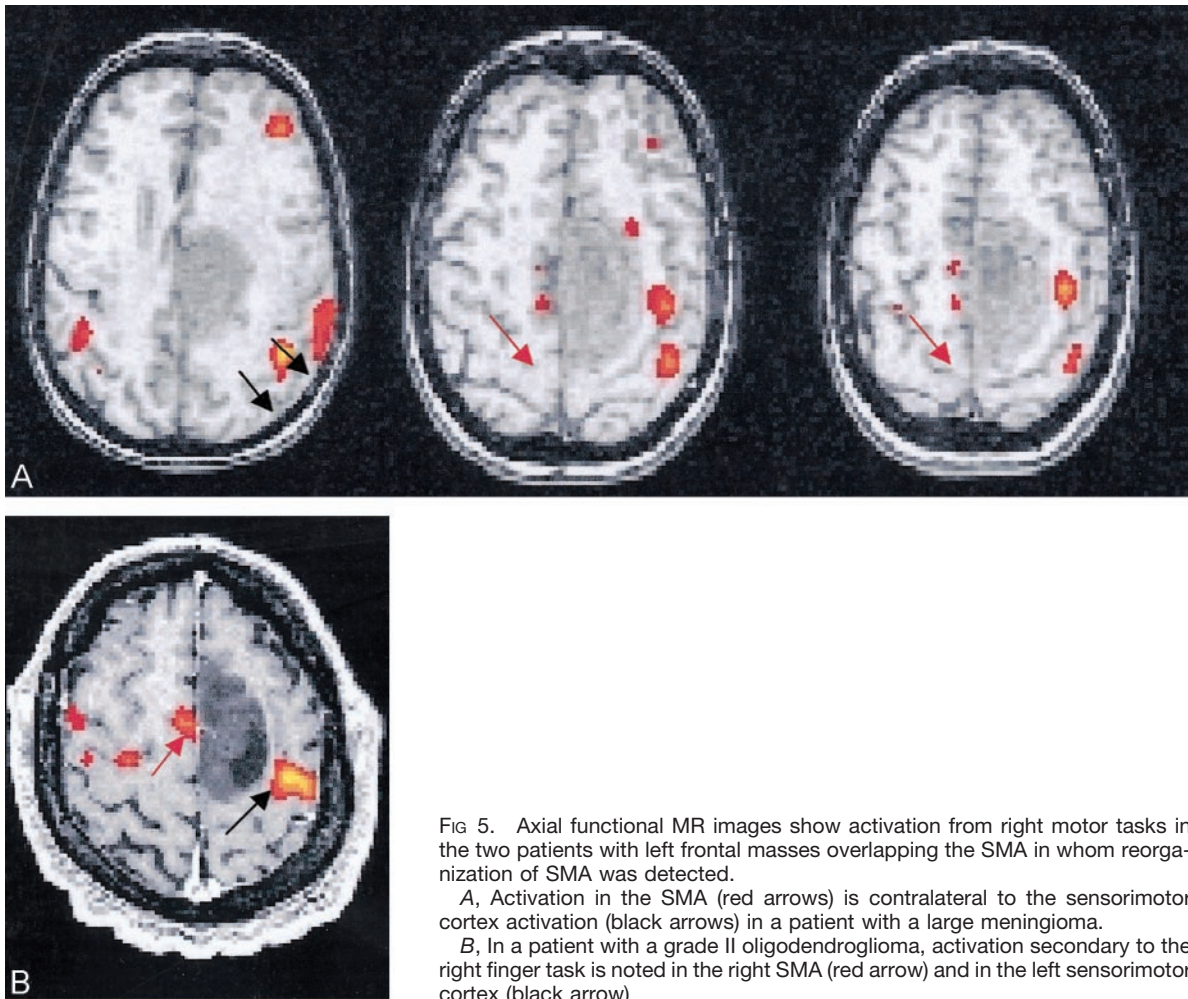 A
B
FIG 5. Axial functional MR images show activation from right motor tasks in
the two patients with left frontal masses overlapping the SMA in whom reorga-
nization of SMA was detected.
A, Activation in the SMA (red arrows) is contralateral to the sensorimotor
cortex activation (black arrows) in a patient with a large meningioma.
B, In a patient with a grade II oligodendroglioma, activation secondary to the
right finger task is noted in the right SMA (red arrow) and in the left sensorimotor
cortex (black arrow)